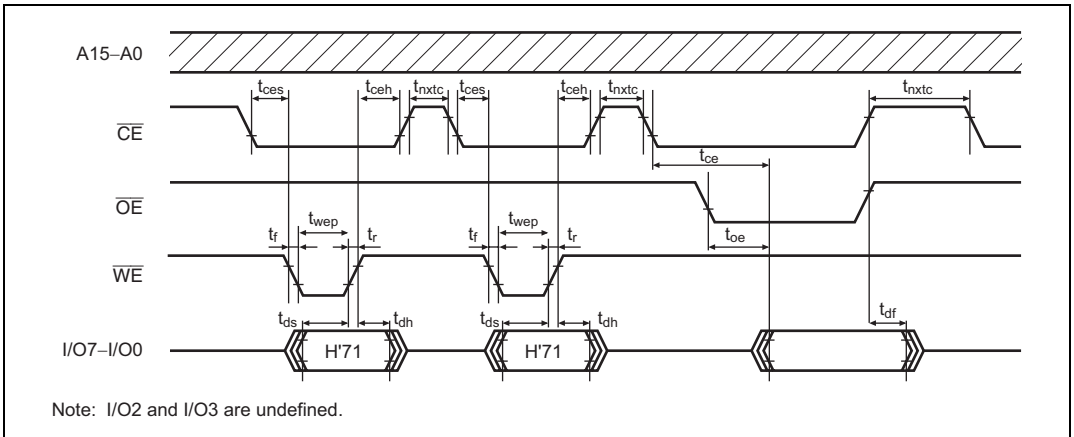 A15–A0
tces tceh tnxtc tces tceh tnxtc tnxtc
CE
tce
OE
twep twep toe
tf tr tf tr
WE
tds tdh tds tdh tdf
I/O7–I/O0 H'71 H'71
Note: I/O2 and I/O3 are undefined.